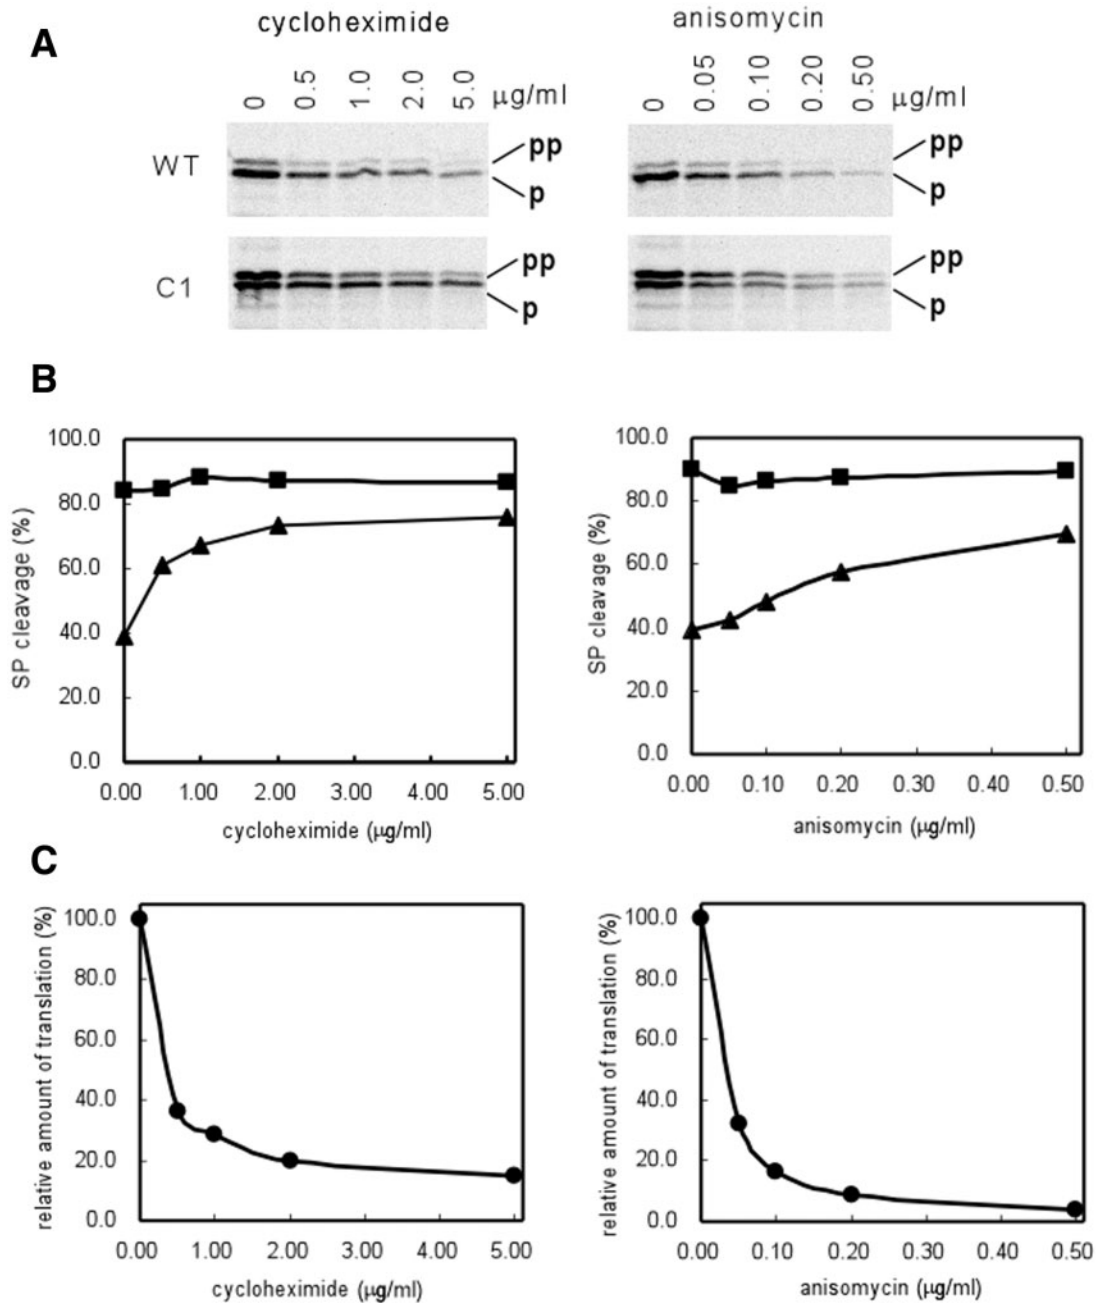 A
cycloheximide
anisomycin
0 0.5 1.0 2.0 5.0 μg/ml
0 0.05 0.10 0.20 0.50 μg/ml
WT
pp
p
pp
p
C1
pp
p
pp
p
B
100.0
80.0
60.0
40.0
20.0
0.0
SP cleavage (%)
0.00 1.00 2.00 3.00 4.00 5.00
cycloheximide (μg/ml)
100.0
80.0
60.0
40.0
20.0
0.0
SP cleavage (%)
0.00 0.10 0.20 0.30 0.40 0.50
anisomycin (μg/ml)
C
100.0
80.0
60.0
40.0
20.0
0.0
relative amount of translation (%)
0.00 1.00 2.00 3.00 4.00 5.00
cycloheximide (μg/ml)
100.0
80.0
60.0
40.0
20.0
0.0
relative amount of translation (%)
0.00 0.10 0.20 0.30 0.40 0.50
anisomycin (μg/ml)